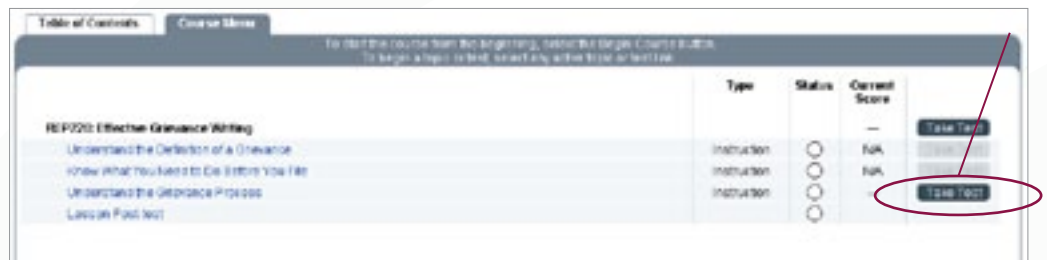 Table of Contents Course Menu
To start the course from the beginning, select the Begin Course button.
To begin a topic or test, select any active topic or test link.
Type Status Current Score
REP220: Effective Grievance Writing — Take Test
Understand the Definition of a Grievance Instruction N/A
Know What You Need to Do Before You File Instruction N/A
Understand the Grievance Process Instruction Take Test
Lesson Post test